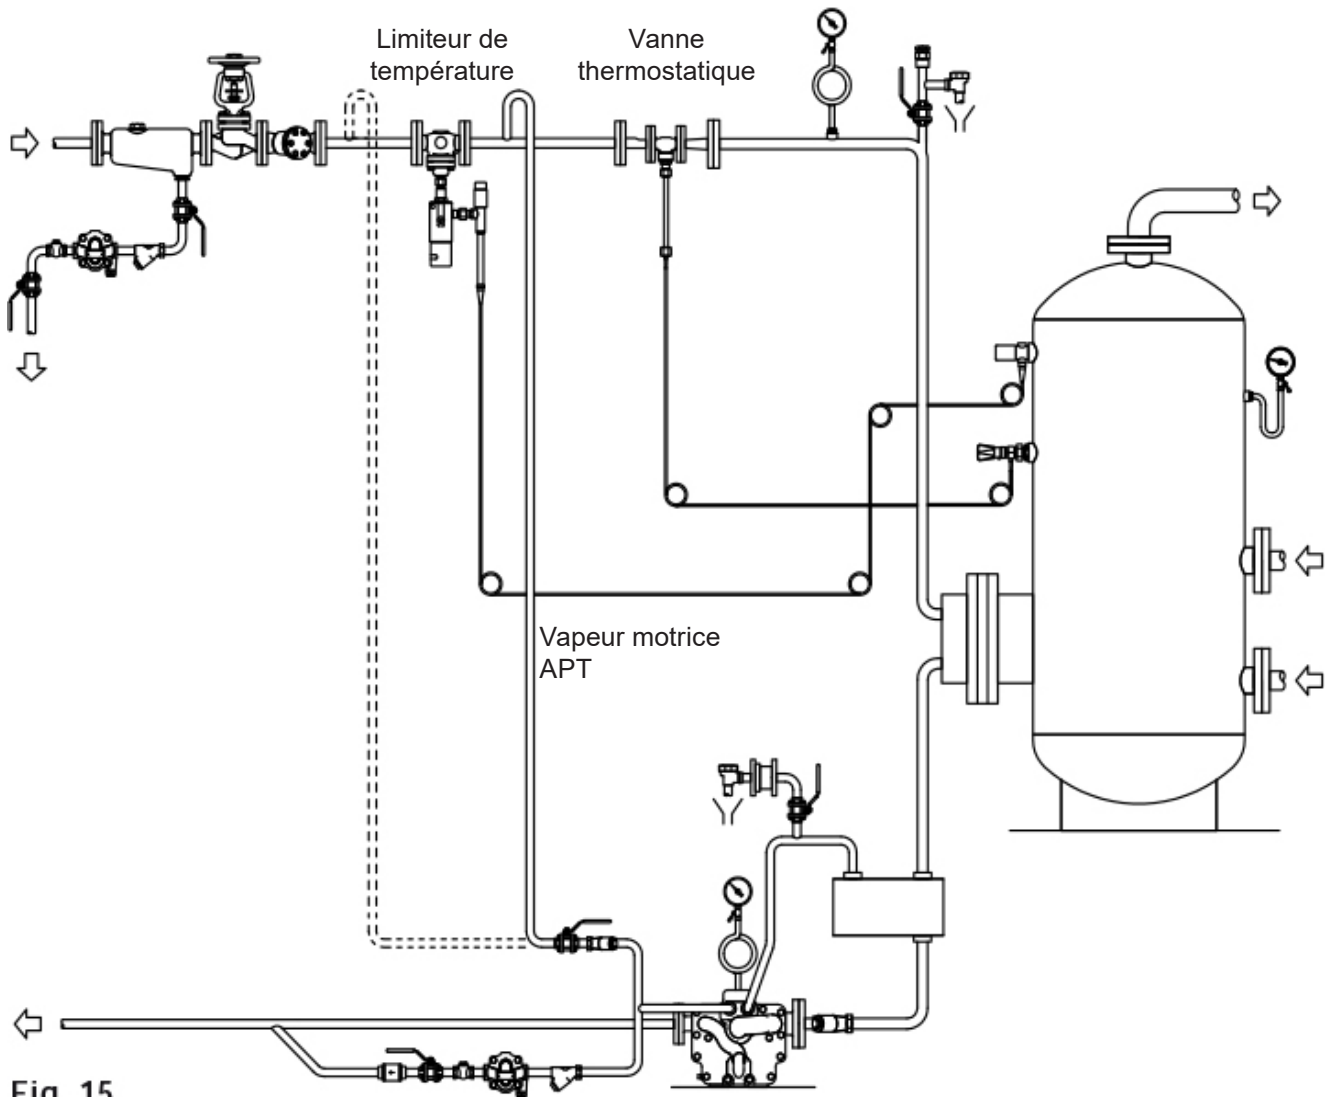 Limiteur de
température
Vanne
thermostatique
Vapeur motrice
APT
Fig. 15